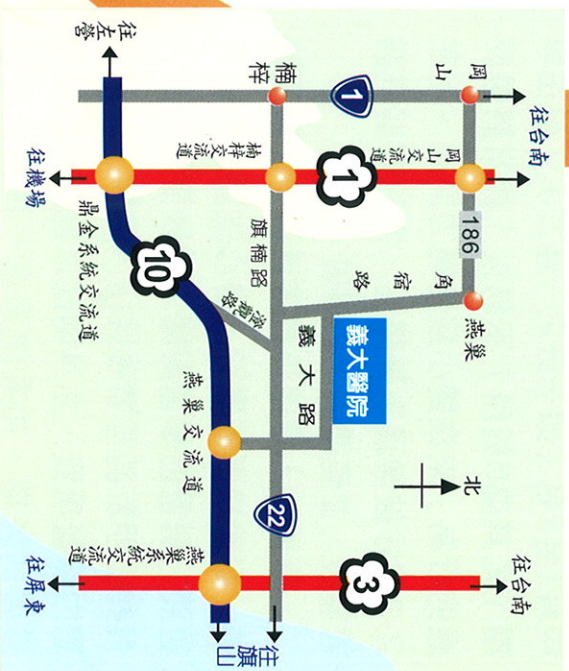 往左營
楠梓
1
岡山
往台南
往機場
鼎金系統交流道
楠梓交流道
1
岡山交流道
186
10
旗楠路
角宿路
燕巢
義大路
義大醫院
燕巢交流道
22
北
往屏東
燕巢系統交流道
3
往台南
往旗山